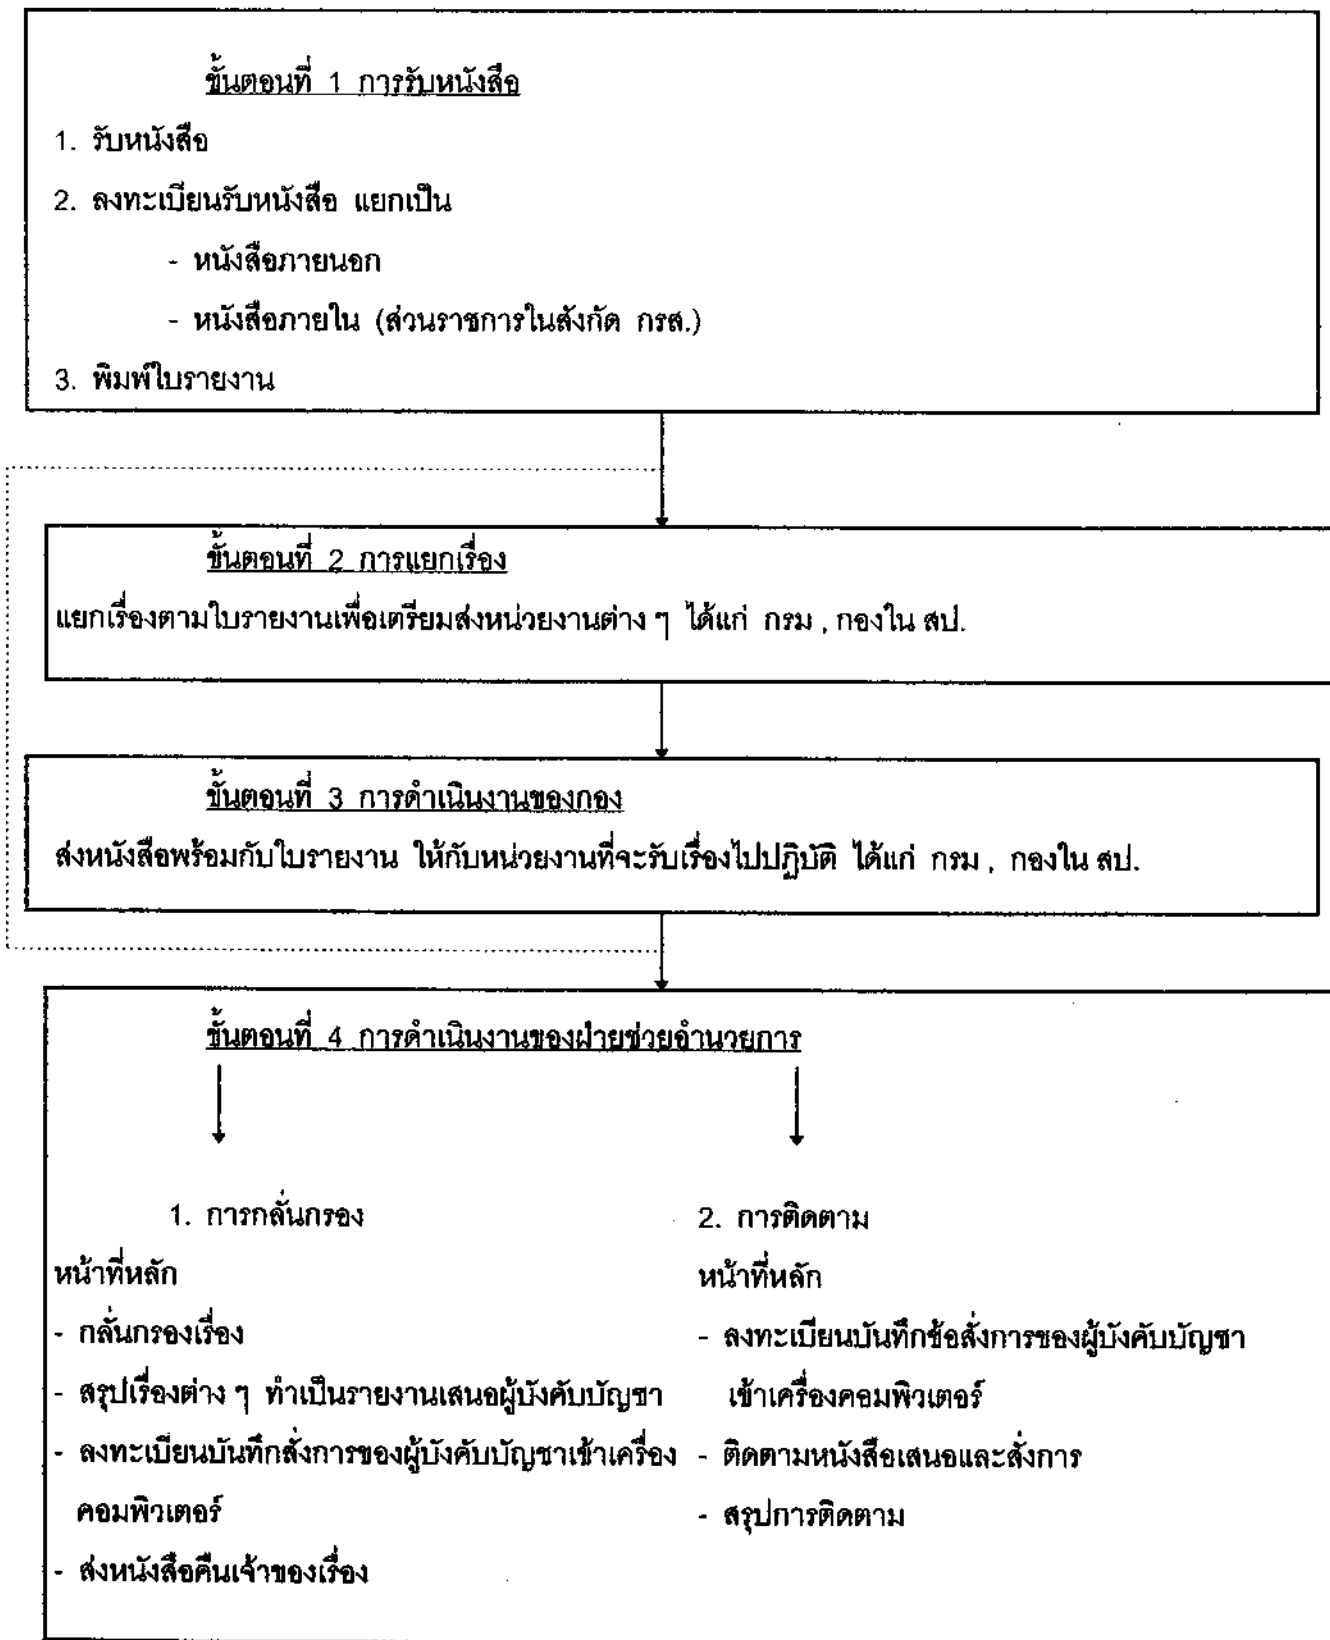 ขั้นตอนที่ 1 การรับหนังสือ
1. รับหนังสือ
2. ลงทะเบียนรับหนังสือ แยกเป็น
- หนังสือภายนอก
- หนังสือภายใน (ส่วนราชการในสังกัด กรส.)
3. พิมพ์ใบรายงาน
ขั้นตอนที่ 2 การแยกเรื่อง
แยกเรื่องตามใบรายงานเพื่อเตรียมส่งหน่วยงานต่าง ๆ ได้แก่ กรม , กองใน สป.
ขั้นตอนที่ 3 การดำเนินงานของกอง
ส่งหนังสือพร้อมกับใบรายงาน ให้กับหน่วยงานที่จะรับเรื่องไปปฏิบัติ ได้แก่ กรม , กองใน สป.
ขั้นตอนที่ 4 การดำเนินงานของฝ่ายช่วยอำนวยการ
1. การกลั่นกรอง
หน้าที่หลัก
- กลั่นกรองเรื่อง
- สรุปเรื่องต่าง ๆ ทำเป็นรายงานเสนอผู้บังคับบัญชา
- ลงทะเบียนบันทึกสั่งการของผู้บังคับบัญชาเข้าเครื่อง
คอมพิวเตอร์
- ส่งหนังสือคืนเจ้าของเรื่อง
2. การติดตาม
หน้าที่หลัก
- ลงทะเบียนบันทึกข้อสั่งการของผู้บังคับบัญชา
เข้าเครื่องคอมพิวเตอร์
- ติดตามหนังสือเสนอและสั่งการ
- สรุปการติดตาม